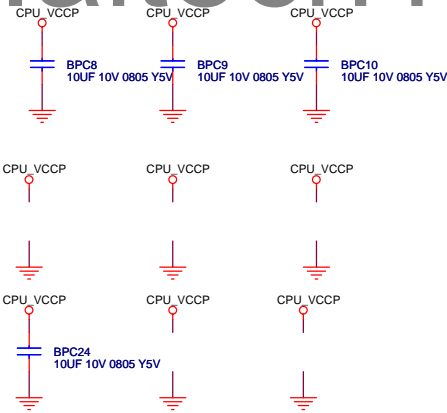 CPU_VCCP CPU_VCCP CPU_VCCP
BPC8 BPC9 BPC10
10UF 10V 0805 Y5V 10UF 10V 0805 Y5V 10UF 10V 0805 Y5V
CPU_VCCP CPU_VCCP CPU_VCCP
CPU_VCCP CPU_VCCP CPU_VCCP
BPC24
10UF 10V 0805 Y5V